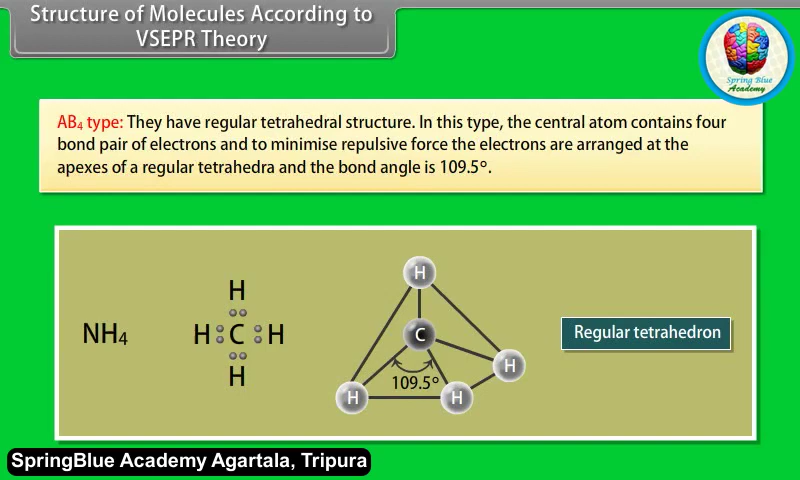 Structure of Molecules According to
VSEPR Theory
Spring Blue
Academy
AB₄ type: They have regular tetrahedral structure. In this type, the central atom contains four
bond pair of electrons and to minimise repulsive force the electrons are arranged at the
apexes of a regular tetrahedra and the bond angle is 109.5°.
NH₄
H
H C H
H
H
C
H
109.5°
H H
Regular tetrahedron
SpringBlue Academy Agartala, Tripura